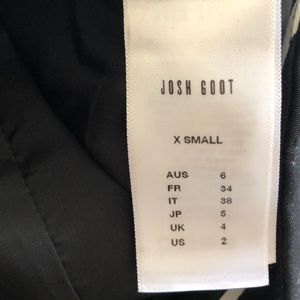 JOSH GOOT
X SMALL
AUS 6
FR 34
IT 38
JP 5
UK 4
US 2